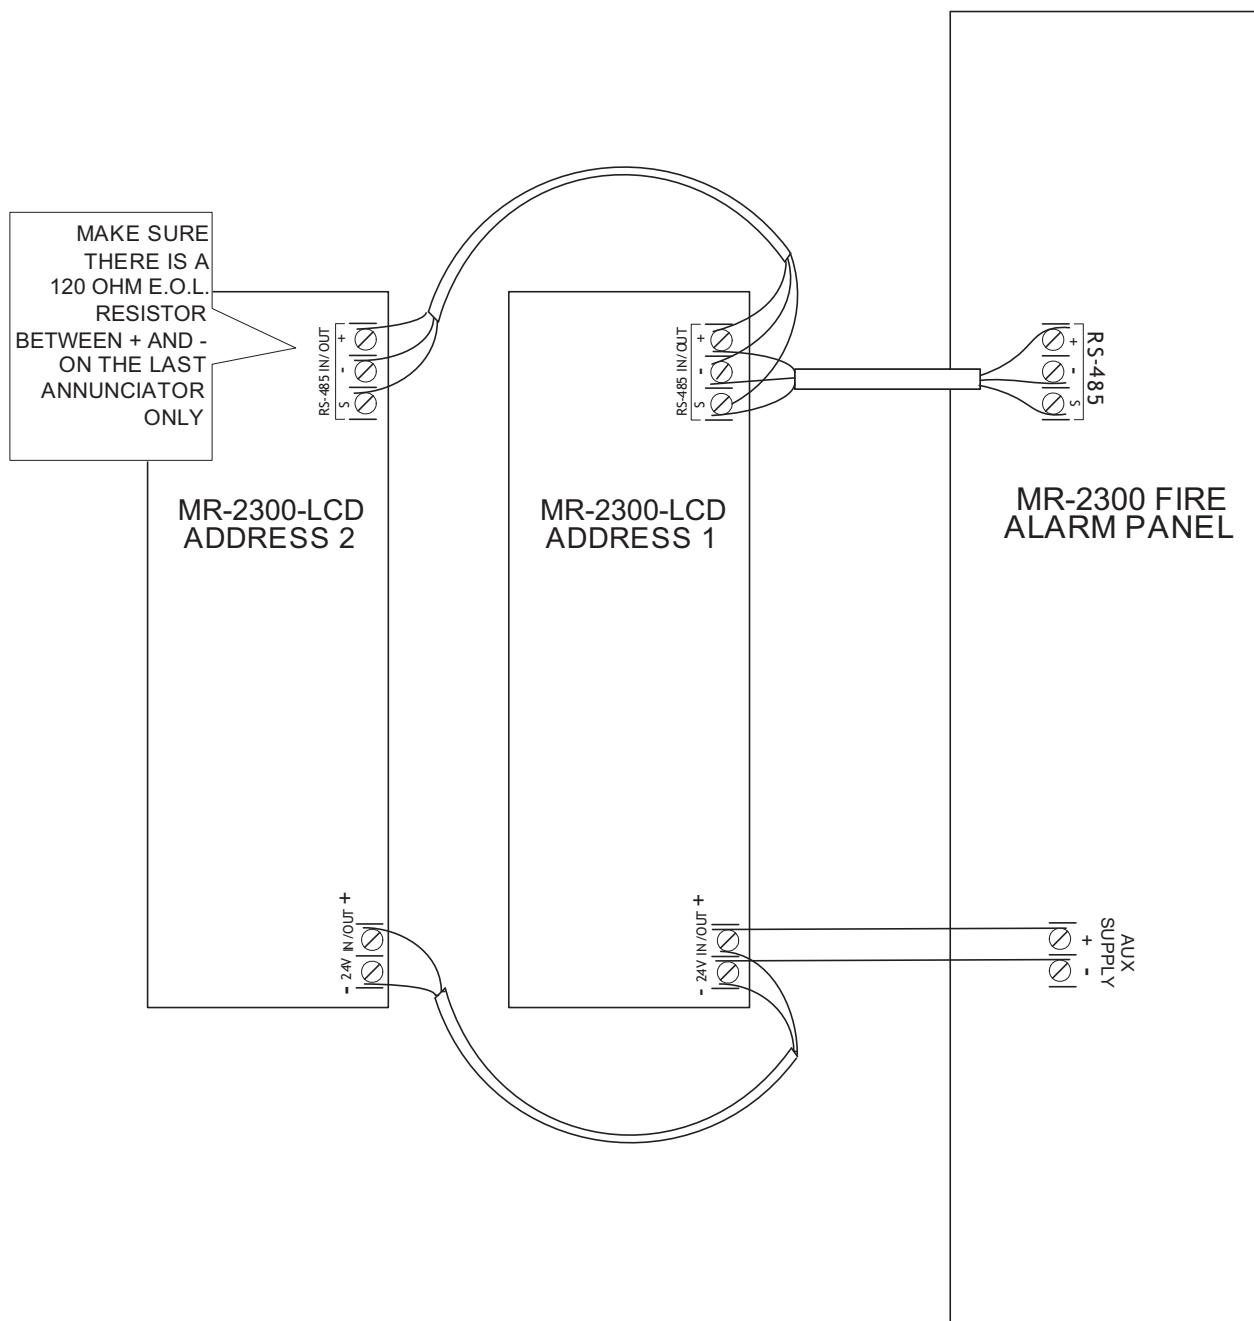 MAKE SURE
THERE IS A
120 OHM E.O.L.
RESISTOR
BETWEEN + AND -
ON THE LAST
ANNUNCIATOR
ONLY
RS-485 IN/OUT
+
-
S
MR-2300-LCD
ADDRESS 2
+
24V IN/OUT
-
RS-485 IN/OUT
+
-
S
MR-2300-LCD
ADDRESS 1
+
24V IN/OUT
-
RS-485
+
-
S
MR-2300 FIRE
ALARM PANEL
AUX
SUPPLY
+
-